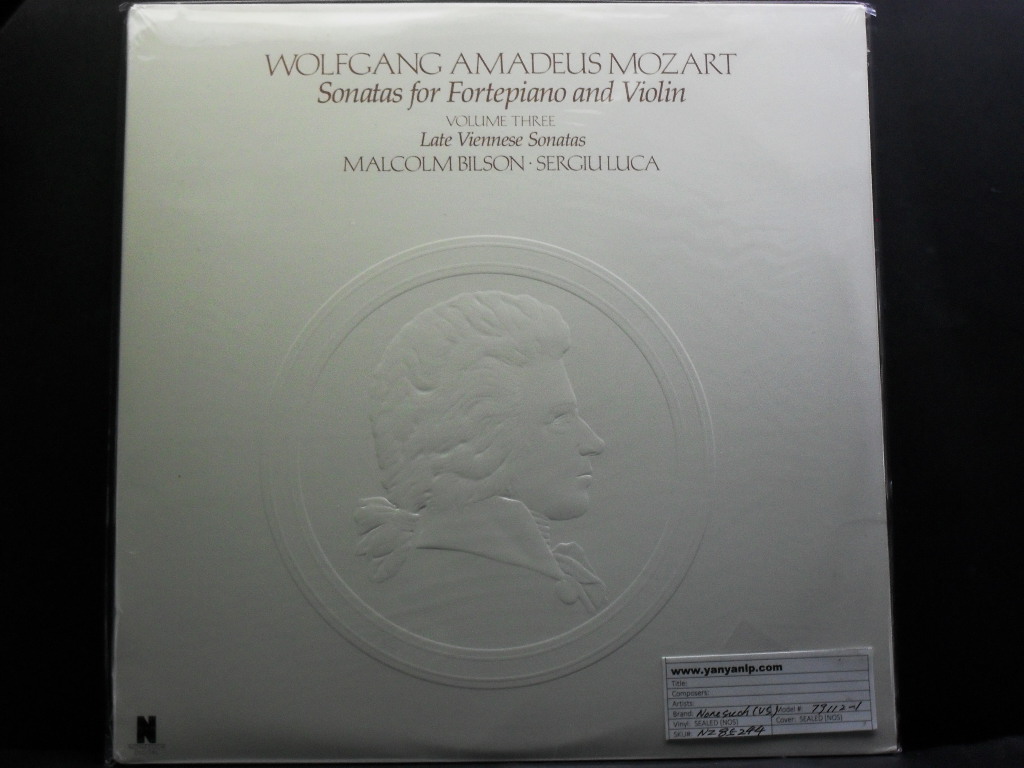 WOLFGANG AMADEUS MOZART
Sonatas for Fortepiano and Violin
VOLUME THREE
Late Viennese Sonatas
MALCOLM BILSON · SERGIU LUCA
N
www.yanyanlp.com
Title:
Composers:
Artists:
Brand: Nonesuch (US) Model #: 79112-1
Vinyl: SEALED (NOS) Cover: SEALED (NOS)
SKU#: NZBE244